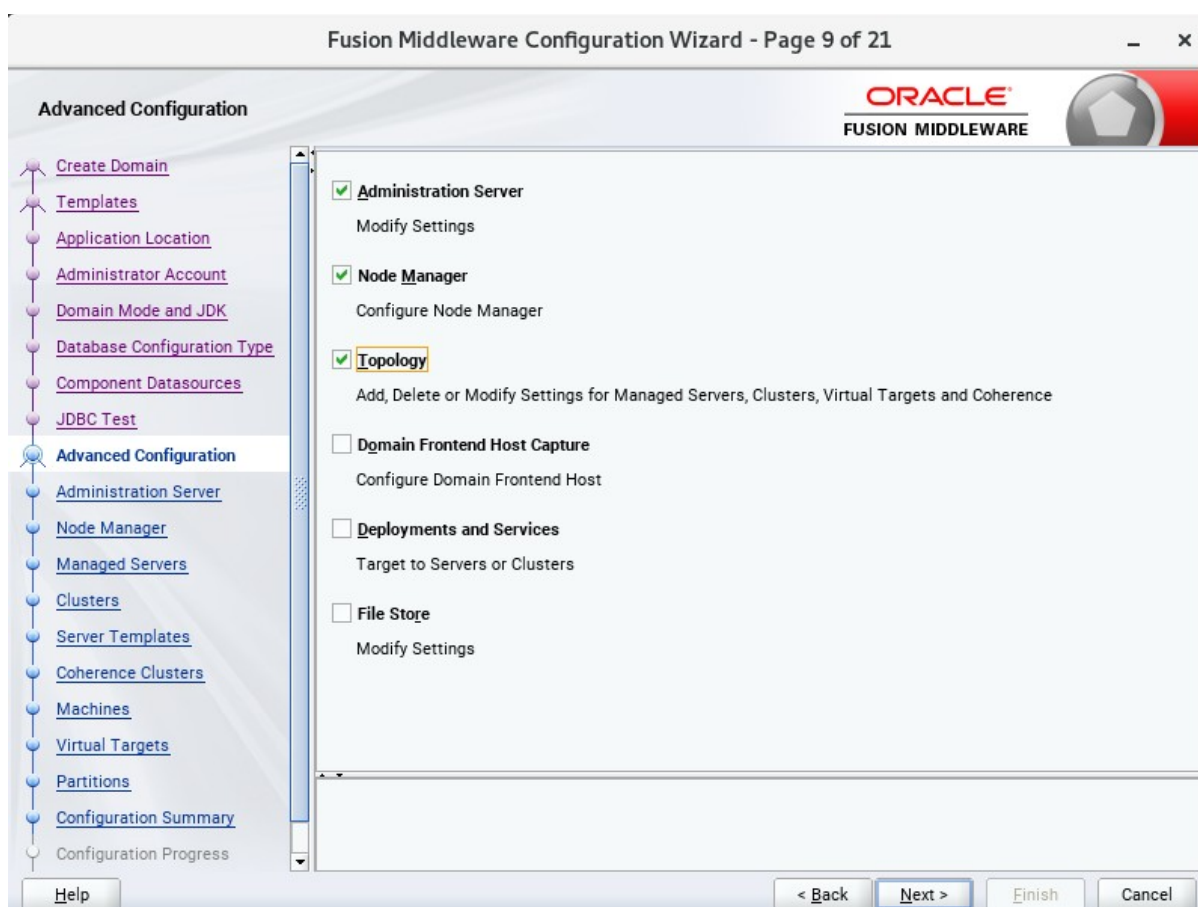 Fusion Middleware Configuration Wizard - Page 9 of 21
Advanced Configuration
ORACLE
FUSION MIDDLEWARE
Create Domain
Templates
Application Location
Administrator Account
Domain Mode and JDK
Database Configuration Type
Component Datasources
JDBC Test
Advanced Configuration
Administration Server
Node Manager
Managed Servers
Clusters
Server Templates
Coherence Clusters
Machines
Virtual Targets
Partitions
Configuration Summary
Configuration Progress
Administration Server
Modify Settings
Node Manager
Configure Node Manager
Topology
Add, Delete or Modify Settings for Managed Servers, Clusters, Virtual Targets and Coherence
Domain Frontend Host Capture
Configure Domain Frontend Host
Deployments and Services
Target to Servers or Clusters
File Store
Modify Settings
Help
< Back
Next >
Finish
Cancel